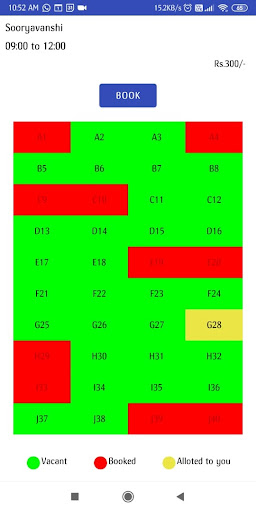 10:52 AM 15.2KB/s 65
Sooryavanshi
09:00 to 12:00
Rs.300/-
BOOK
A1 A2 A3 A4
B5 B6 B7 B8
C9 C10 C11 C12
D13 D14 D15 D16
E17 E18 E19 E20
F21 F22 F23 F24
G25 G26 G27 G28
H29 H30 H31 H32
I33 I34 I35 I36
J37 J38 J39 J40
Vacant Booked Alloted to you